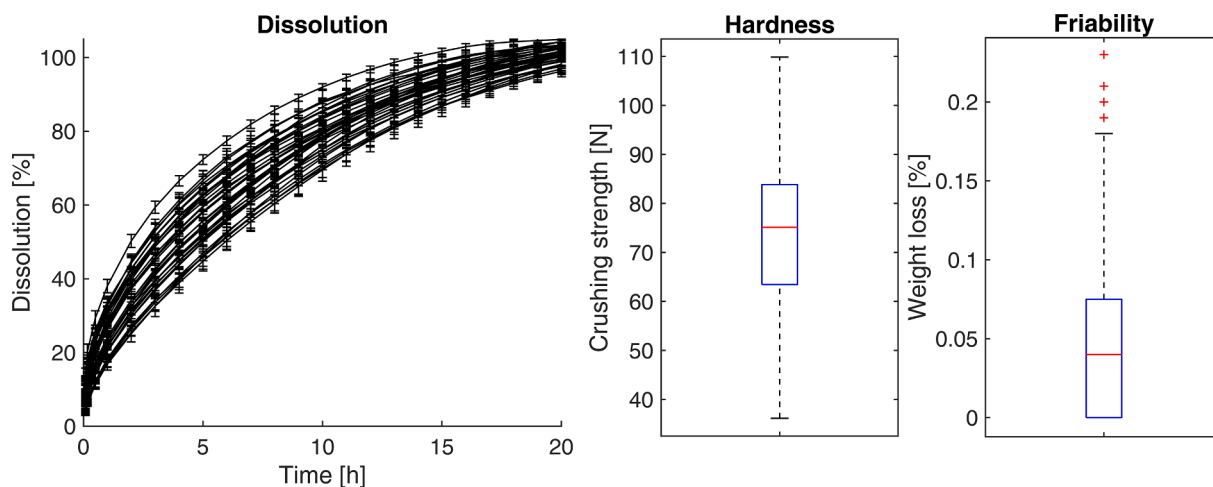 Dissolution
Dissolution [%]
100
80
60
40
20
0
0 5 10 15 20
Time [h]
Hardness
Crushing strength [N]
110
100
90
80
70
60
50
40
Friability
Weight loss [%]
0.2
0.15
0.1
0.05
0